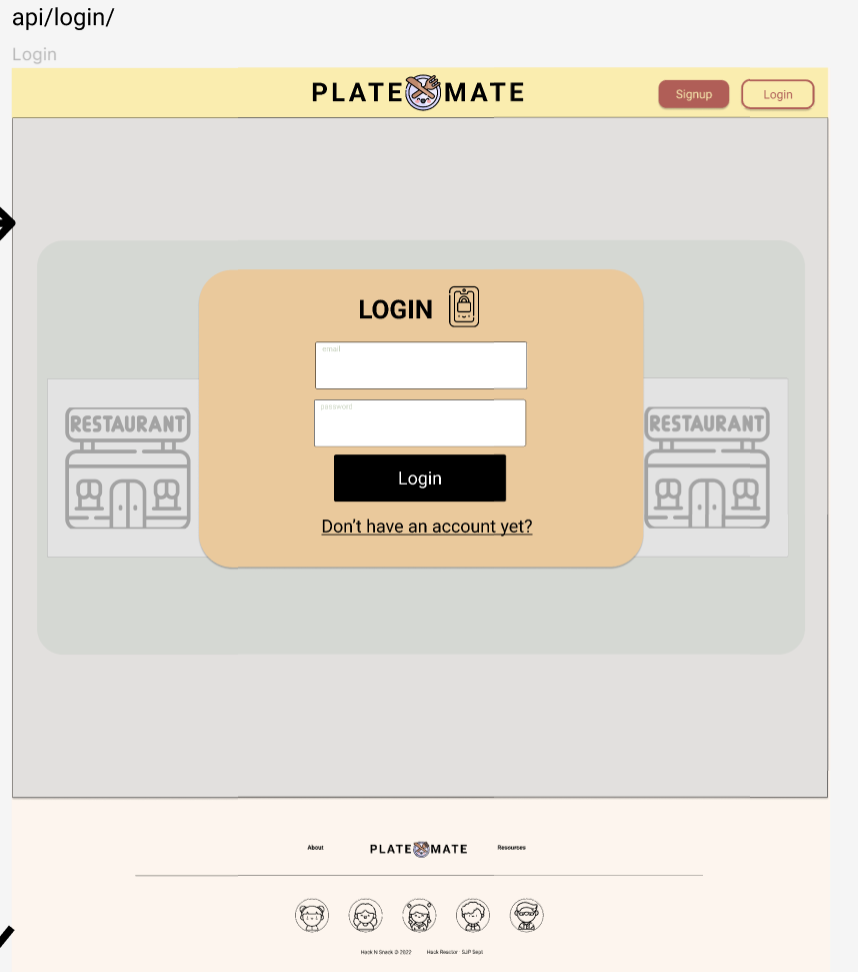 api/login/
Login
PLATE MATE
Signup
Login
LOGIN
email
password
RESTAURANT
RESTAURANT
Login
Don't have an account yet?
About
PLATE MATE
Resources
Hack N Snack © 2022
Hack Reactor · SJP Sept